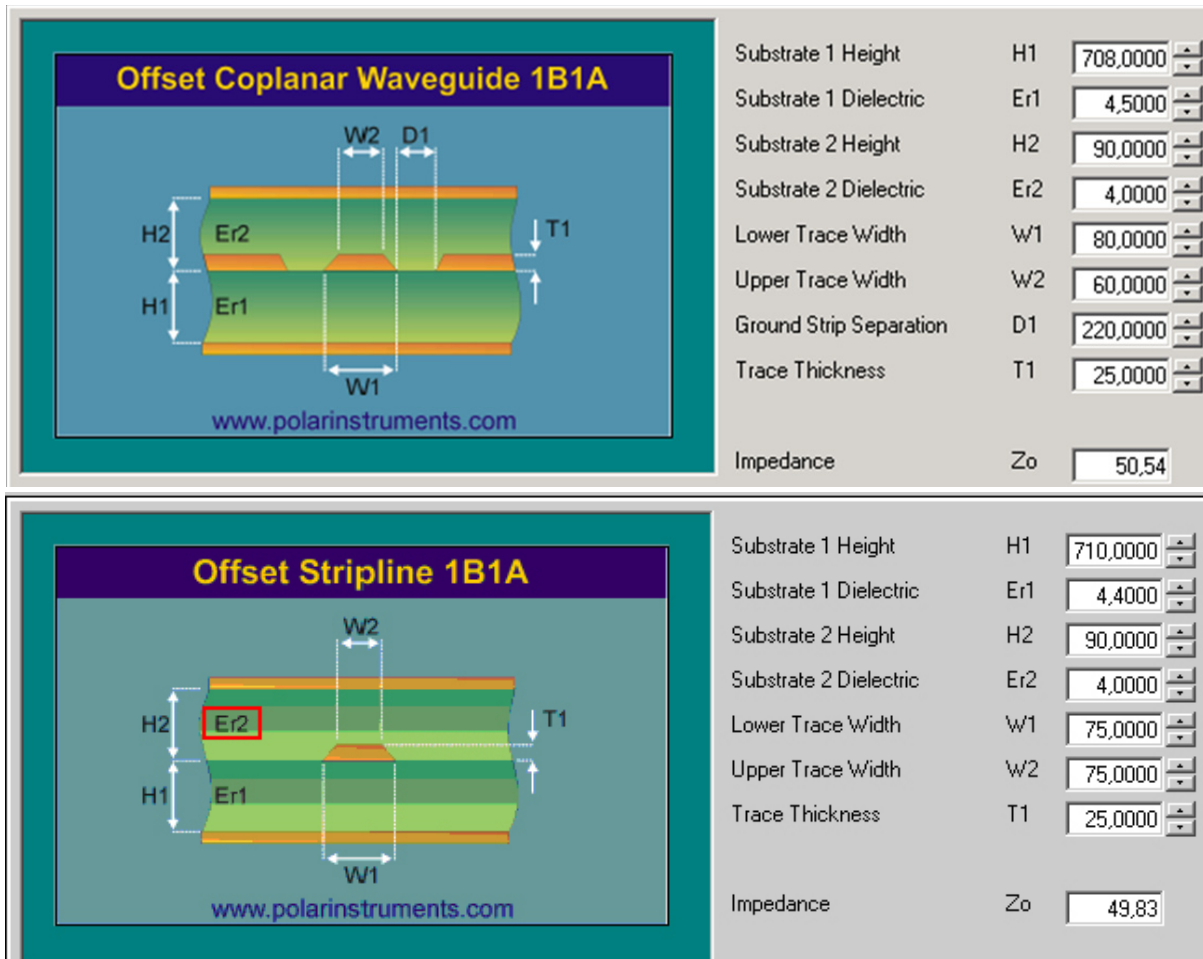 Offset Coplanar Waveguide 1B1A
W2 D1
H2 Er2 T1
H1 Er1
W1
www.polarinstruments.com
Substrate 1 Height H1 708,0000
Substrate 1 Dielectric Er1 4,5000
Substrate 2 Height H2 90,0000
Substrate 2 Dielectric Er2 4,0000
Lower Trace Width W1 80,0000
Upper Trace Width W2 60,0000
Ground Strip Separation D1 220,0000
Trace Thickness T1 25,0000
Impedance Zo 50,54
Offset Stripline 1B1A
W2
H2 Er2 T1
H1 Er1
W1
www.polarinstruments.com
Substrate 1 Height H1 710,0000
Substrate 1 Dielectric Er1 4,4000
Substrate 2 Height H2 90,0000
Substrate 2 Dielectric Er2 4,0000
Lower Trace Width W1 75,0000
Upper Trace Width W2 75,0000
Trace Thickness T1 25,0000
Impedance Zo 49,83